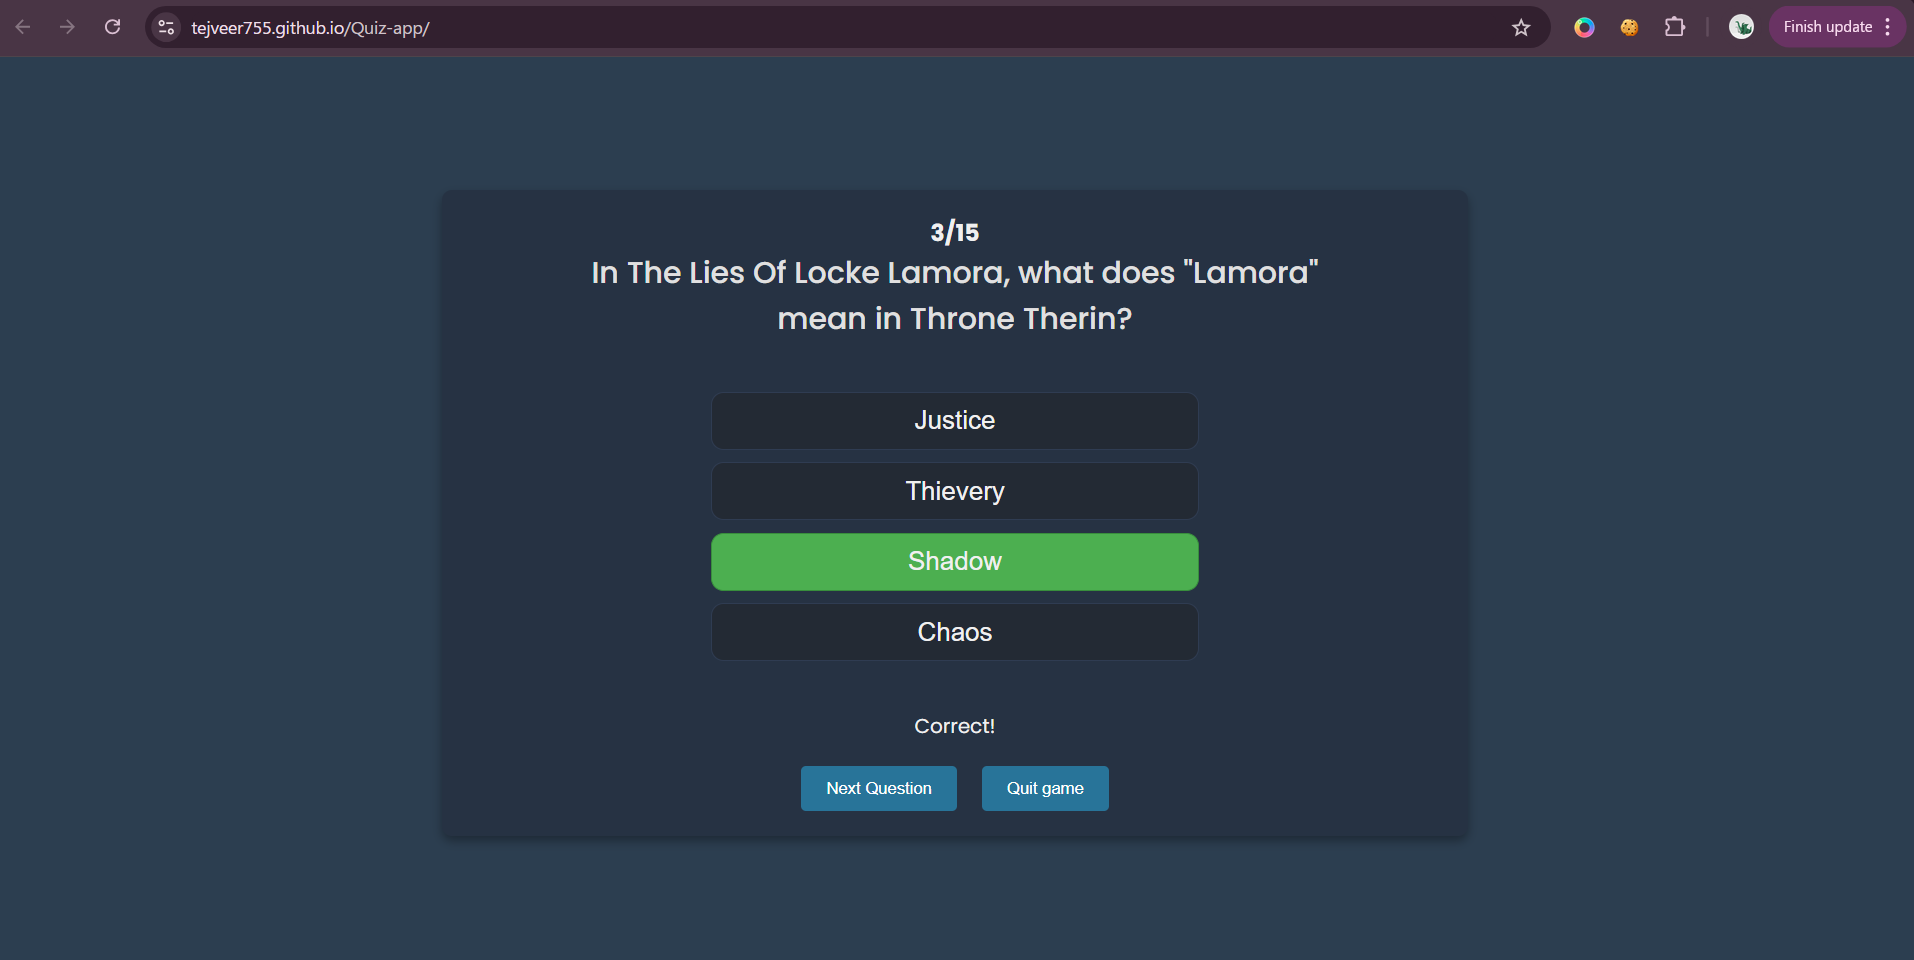 tejveer755.github.io/Quiz-app/
Finish update
3/15
In The Lies Of Locke Lamora, what does "Lamora"
mean in Throne Therin?
Justice
Thievery
Shadow
Chaos
Correct!
Next Question
Quit game